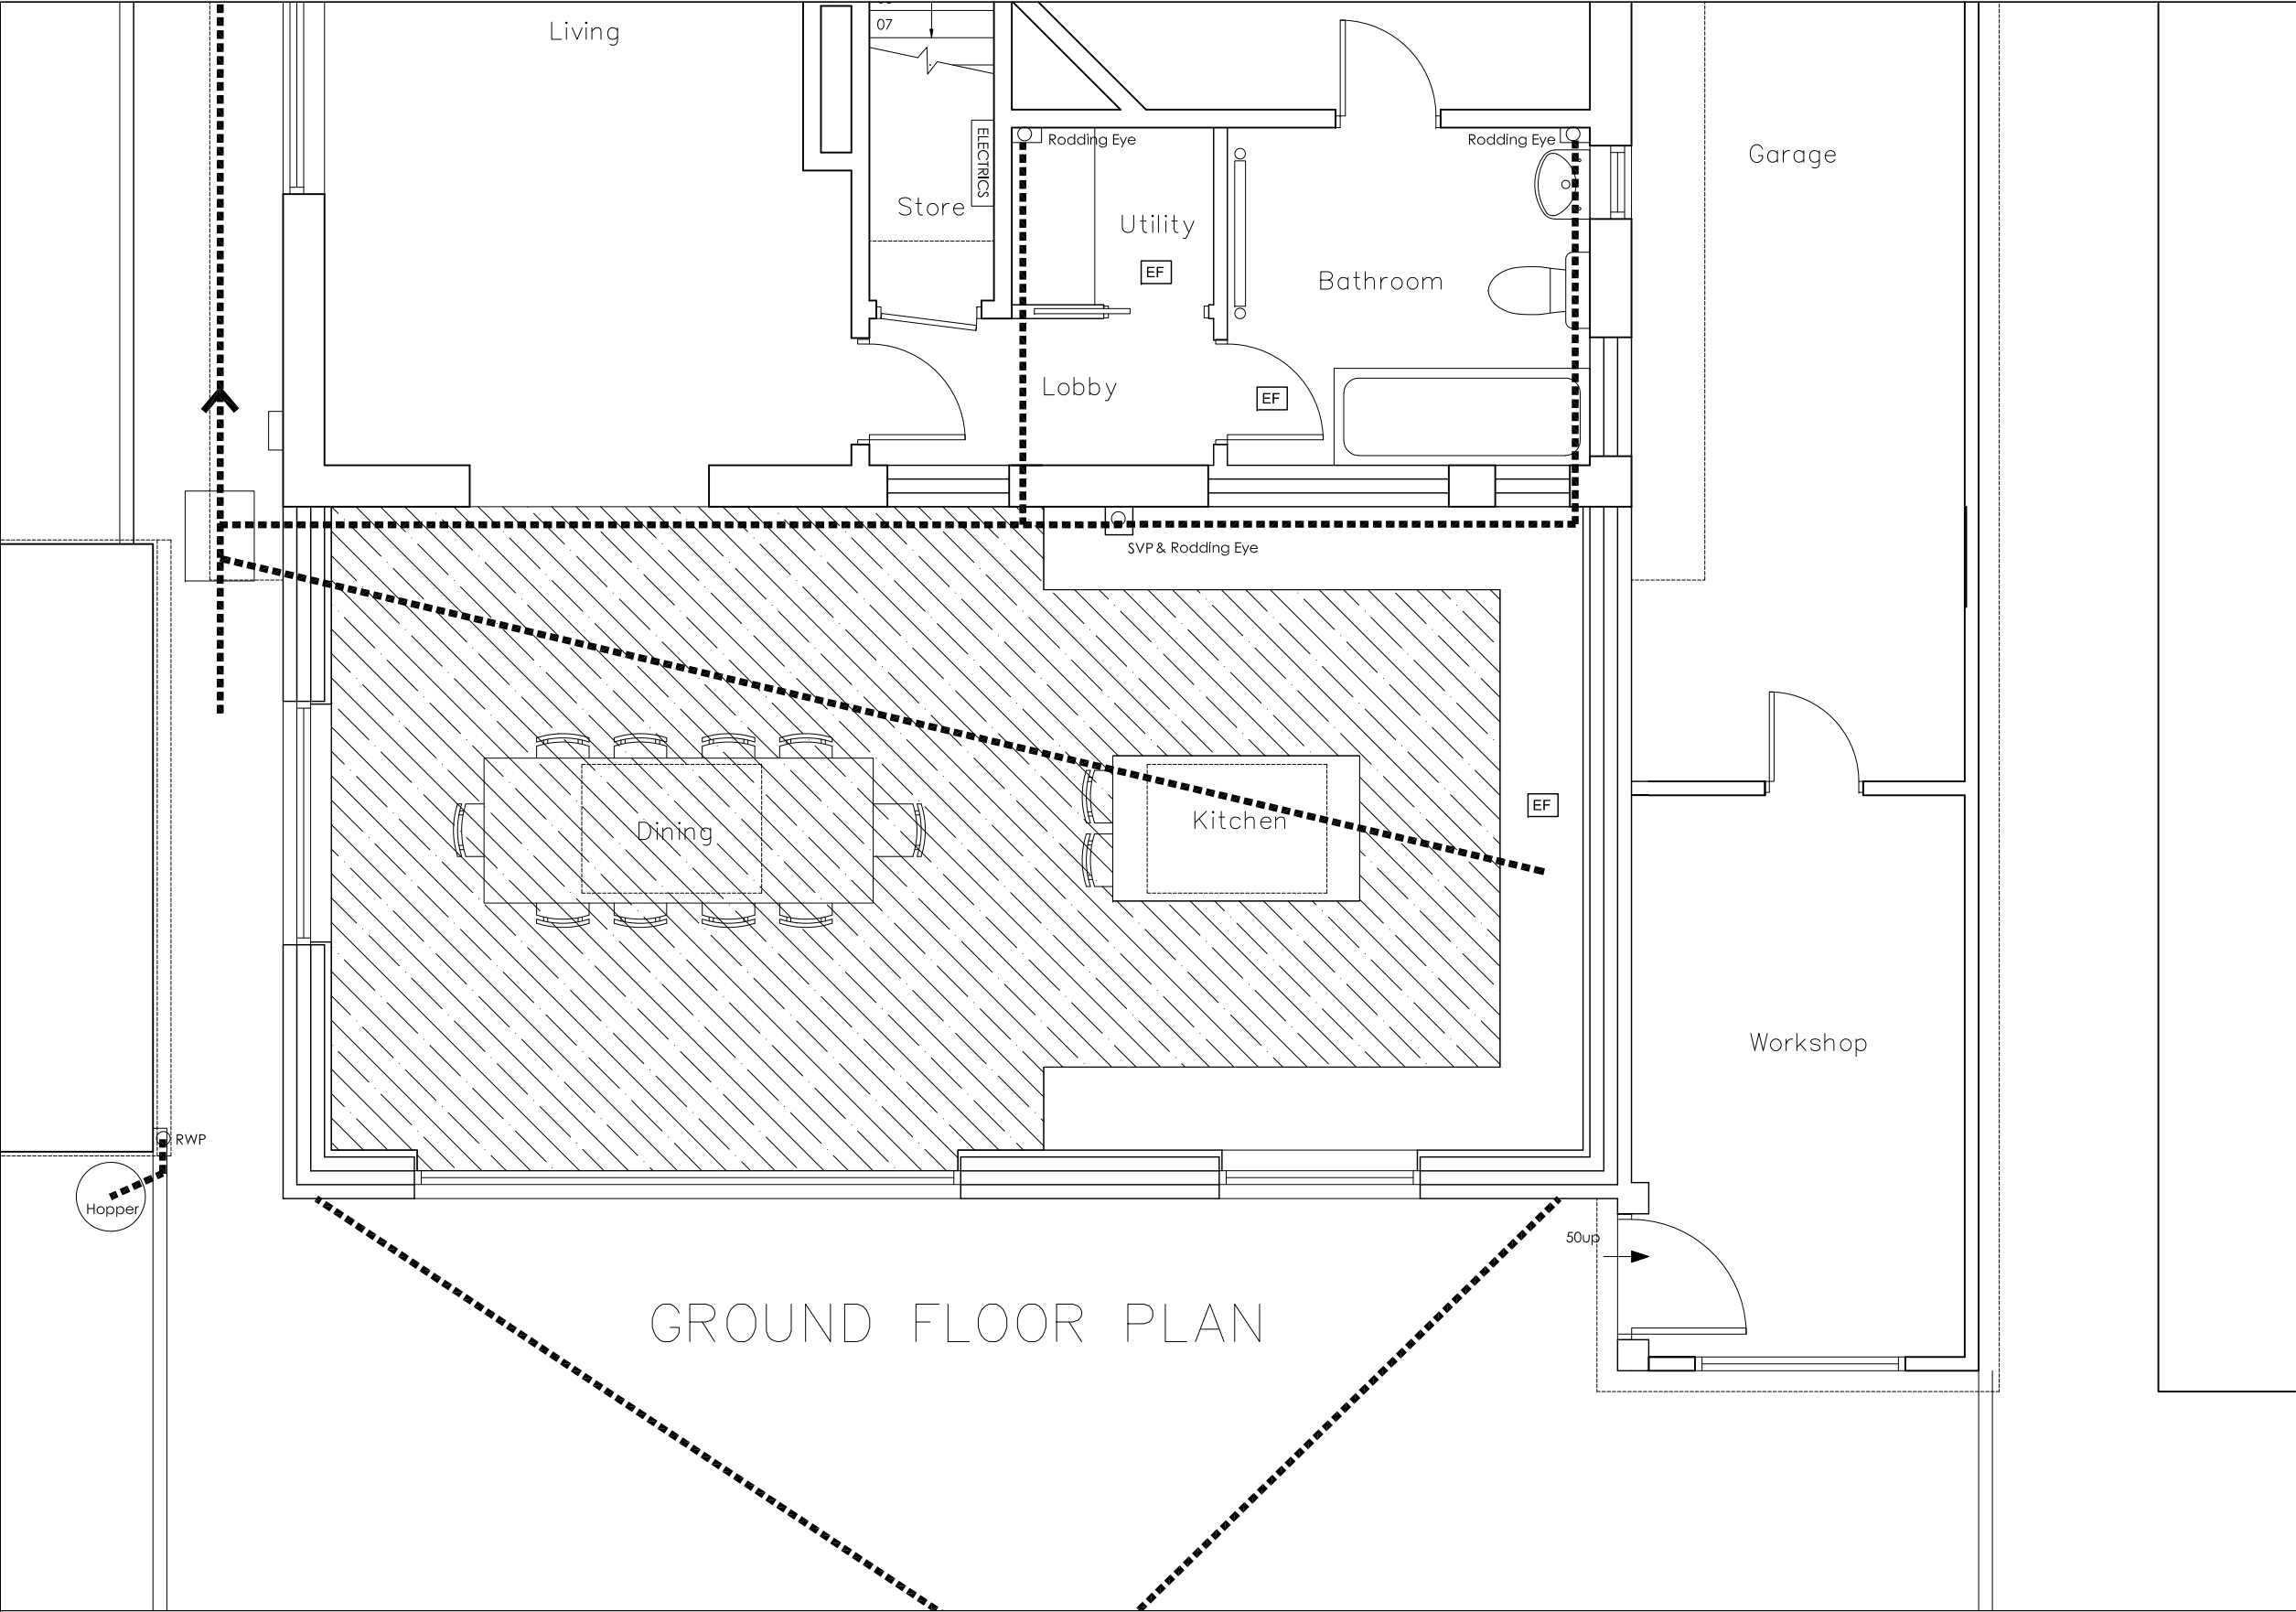 Living
07
Rodding Eye
Rodding Eye
Garage
ELECTRICS
Store
Utility
EF
Bathroom
Lobby
EF
SVP & Rodding Eye
EF
Kitchen
Dining
Workshop
RWP
Hopper
50up
GROUND FLOOR PLAN